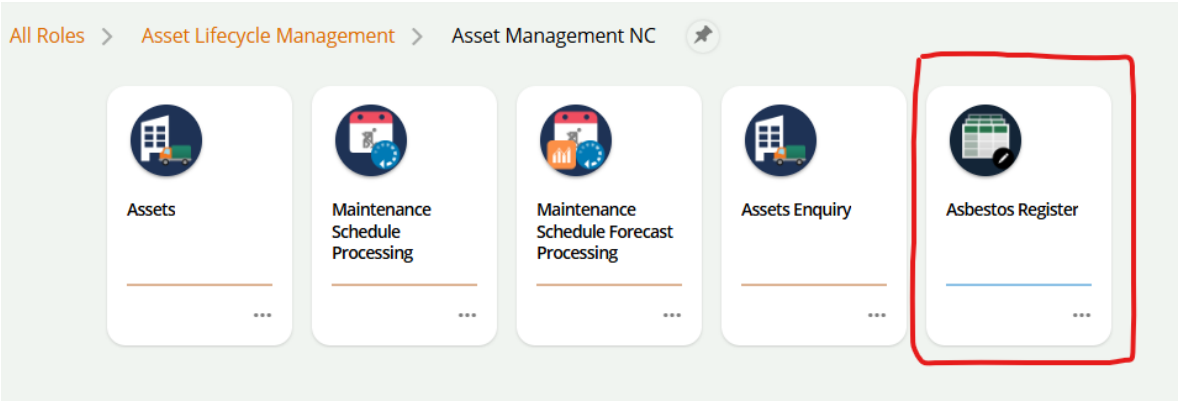 All Roles > Asset Lifecycle Management > Asset Management NC
Assets
Maintenance
Schedule
Processing
Maintenance
Schedule Forecast
Processing
Assets Enquiry
Asbestos Register